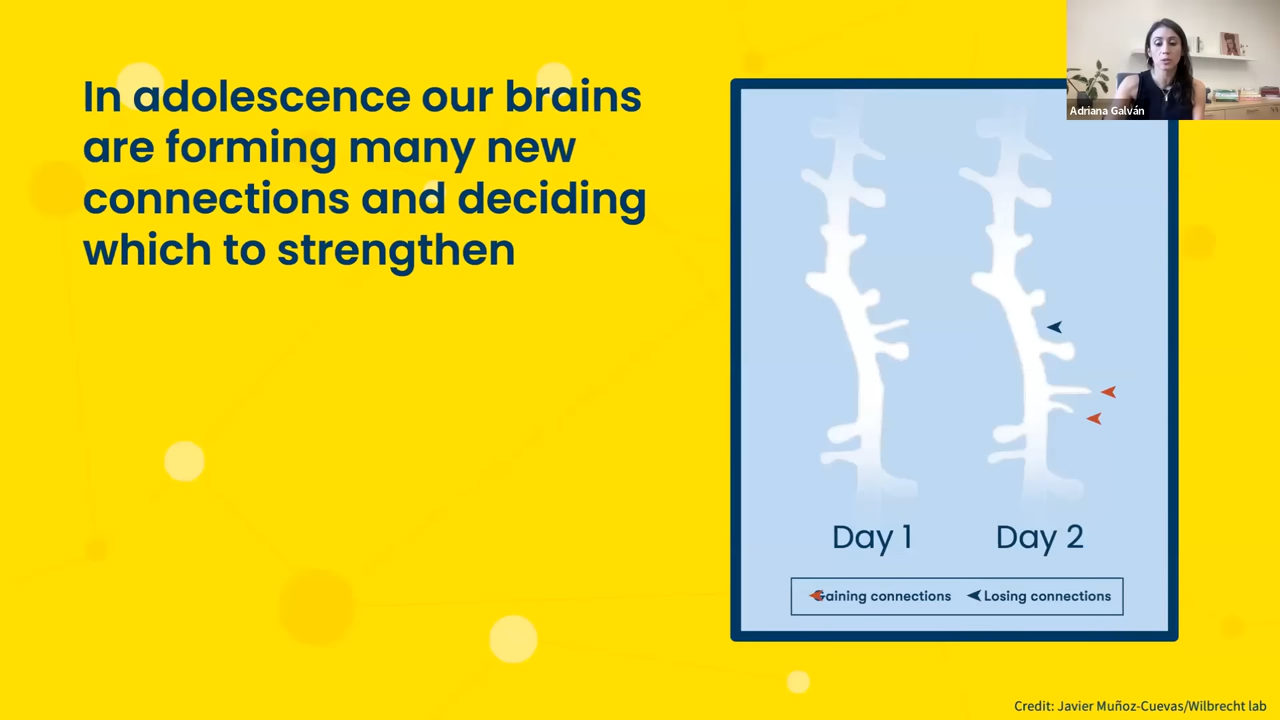 In adolescence our brains
are forming many new
connections and deciding
which to strengthen
Adriana Galván
Day 1
Day 2
Gaining connections
Losing connections
Credit: Javier Muñoz-Cuevas/Wilbrecht lab